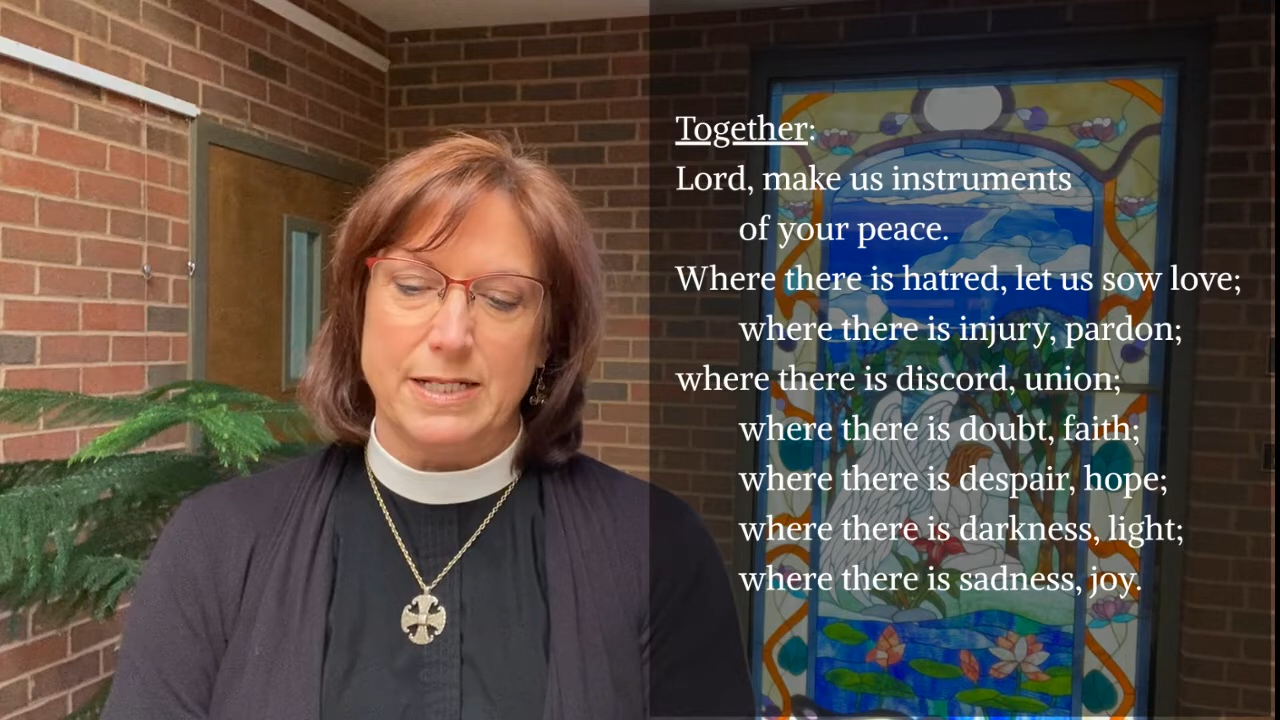 Together:
Lord, make us instruments
of your peace.
Where there is hatred, let us sow love;
where there is injury, pardon;
where there is discord, union;
where there is doubt, faith;
where there is despair, hope;
where there is darkness, light;
where there is sadness, joy.